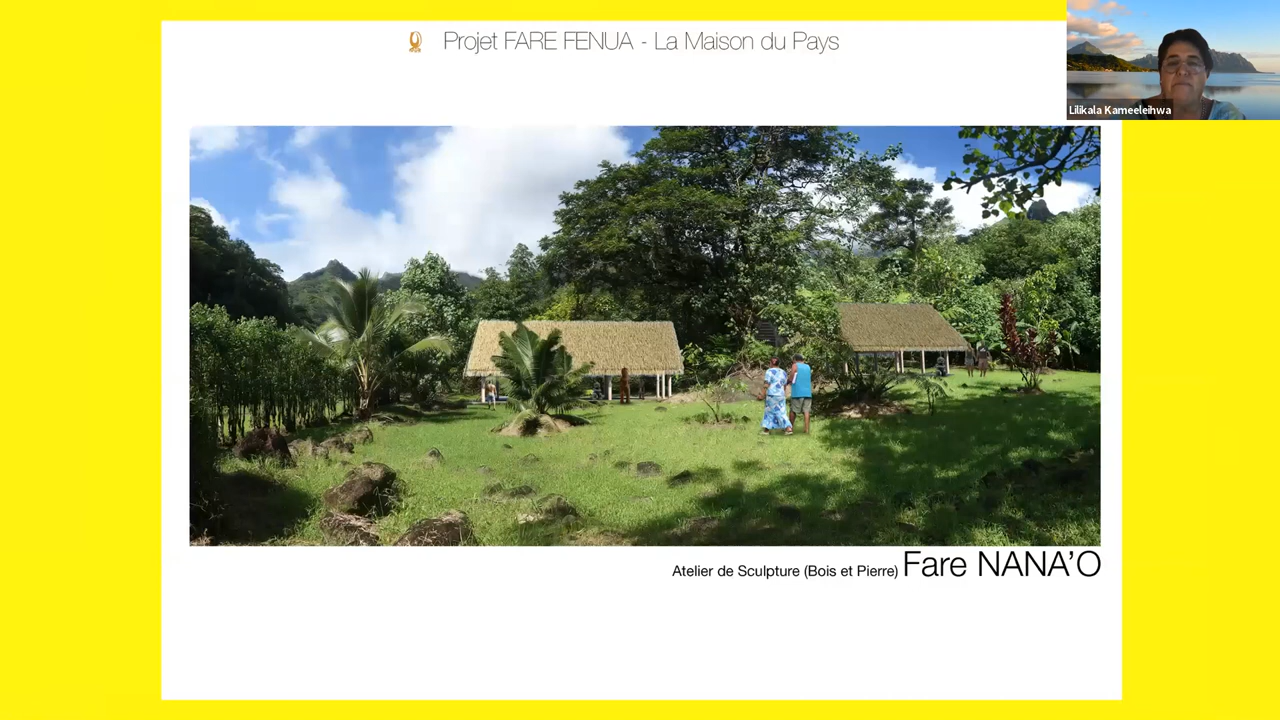 Projet FARE FENUA - La Maison du Pays
Lilikala Kameeleihwa
Atelier de Sculpture (Bois et Pierre) Fare NANA'O